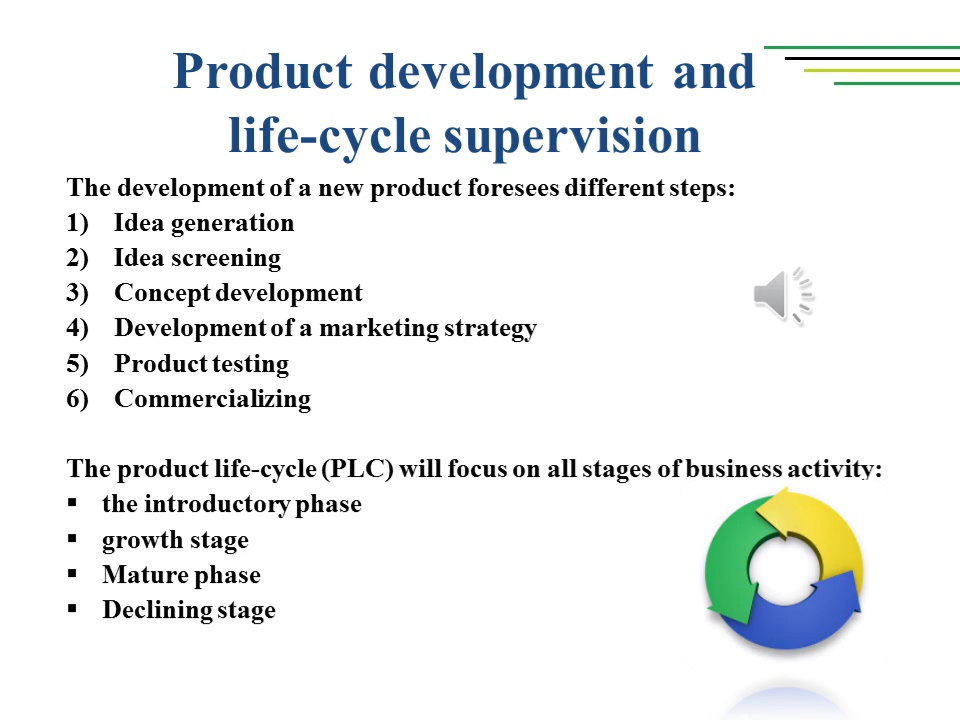 Product development and
life-cycle supervision
The development of a new product foresees different steps:
1) Idea generation
2) Idea screening
3) Concept development
4) Development of a marketing strategy
5) Product testing
6) Commercializing
The product life-cycle (PLC) will focus on all stages of business activity:
▪ the introductory phase
▪ growth stage
▪ Mature phase
▪ Declining stage